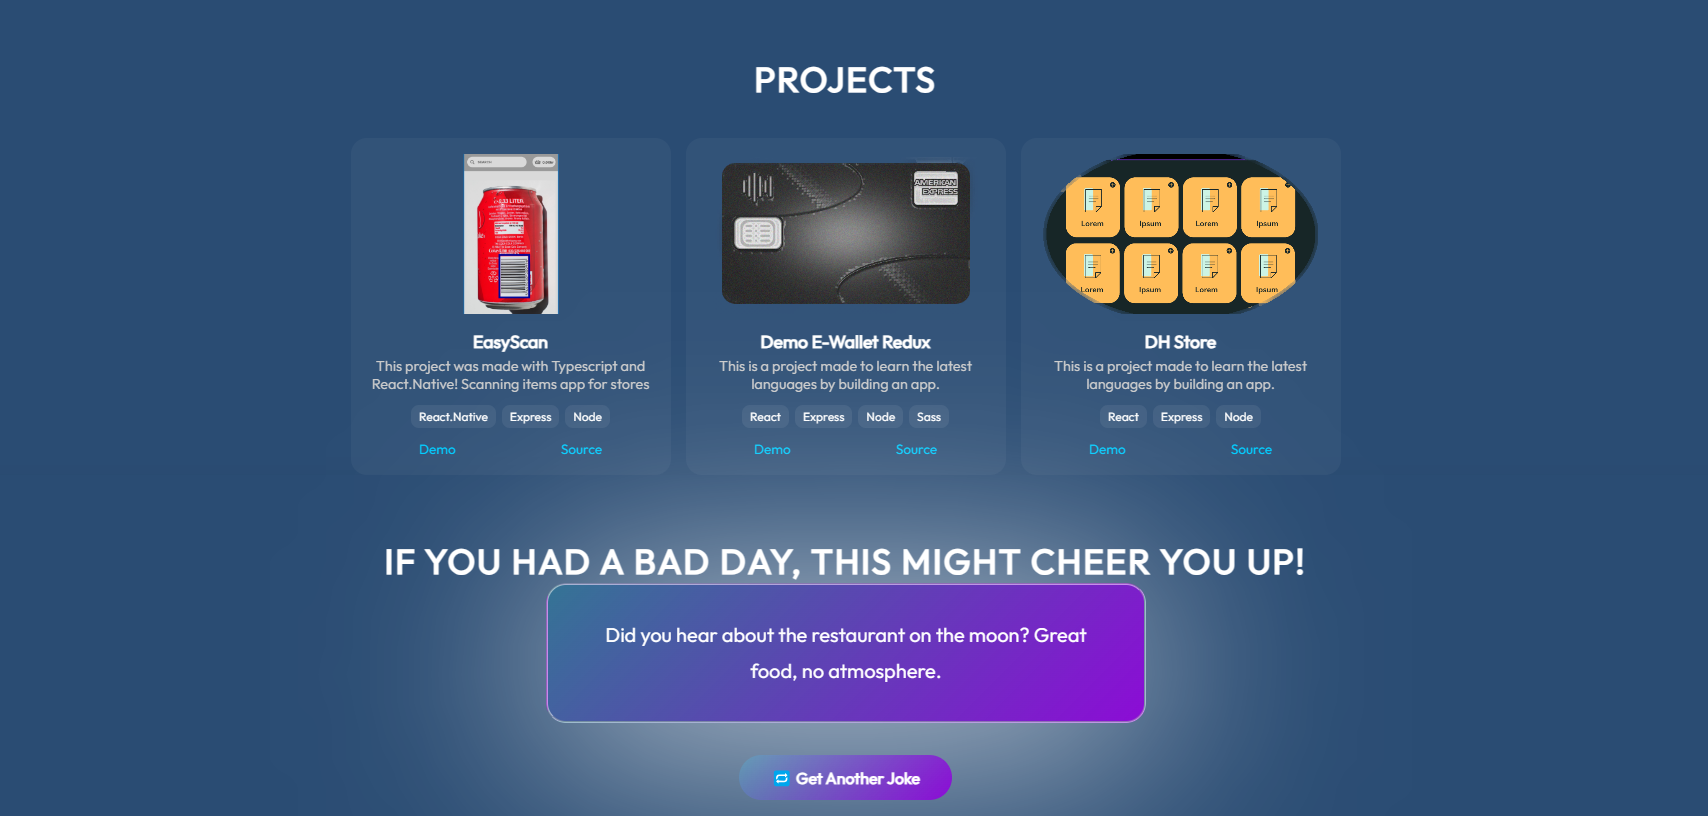 PROJECTS
0,33 LITER
AMERICAN
EXPRESS
Lorem Ipsum Lorem Ipsum
Lorem Ipsum Lorem Ipsum
EasyScan
This project was made with Typescript and
React.Native! Scanning items app for stores
React.Native Express Node
Demo Source
Demo E-Wallet Redux
This is a project made to learn the latest
languages by building an app.
React Express Node Sass
Demo Source
DH Store
This is a project made to learn the latest
languages by building an app.
React Express Node
Demo Source
IF YOU HAD A BAD DAY, THIS MIGHT CHEER YOU UP!
Did you hear about the restaurant on the moon? Great
food, no atmosphere.
Get Another Joke